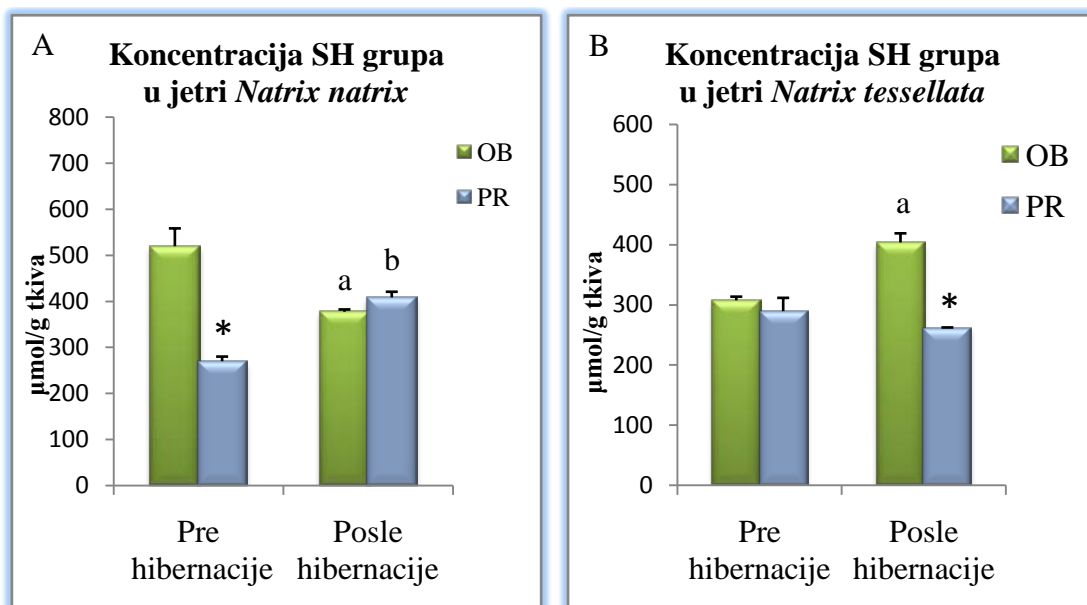 A
Koncentracija SH grupa
u jetri Natrix natrix
800
700
600
500
400
300
200
100
0
µmol/g tkiva
OB
PR
*
a
b
Pre
hibernacije
Posle
hibernacije
B
Koncentracija SH grupa
u jetri Natrix tessellata
600
500
400
300
200
100
0
µmol/g tkiva
OB
PR
a
*
Pre
hibernacije
Posle
hibernacije